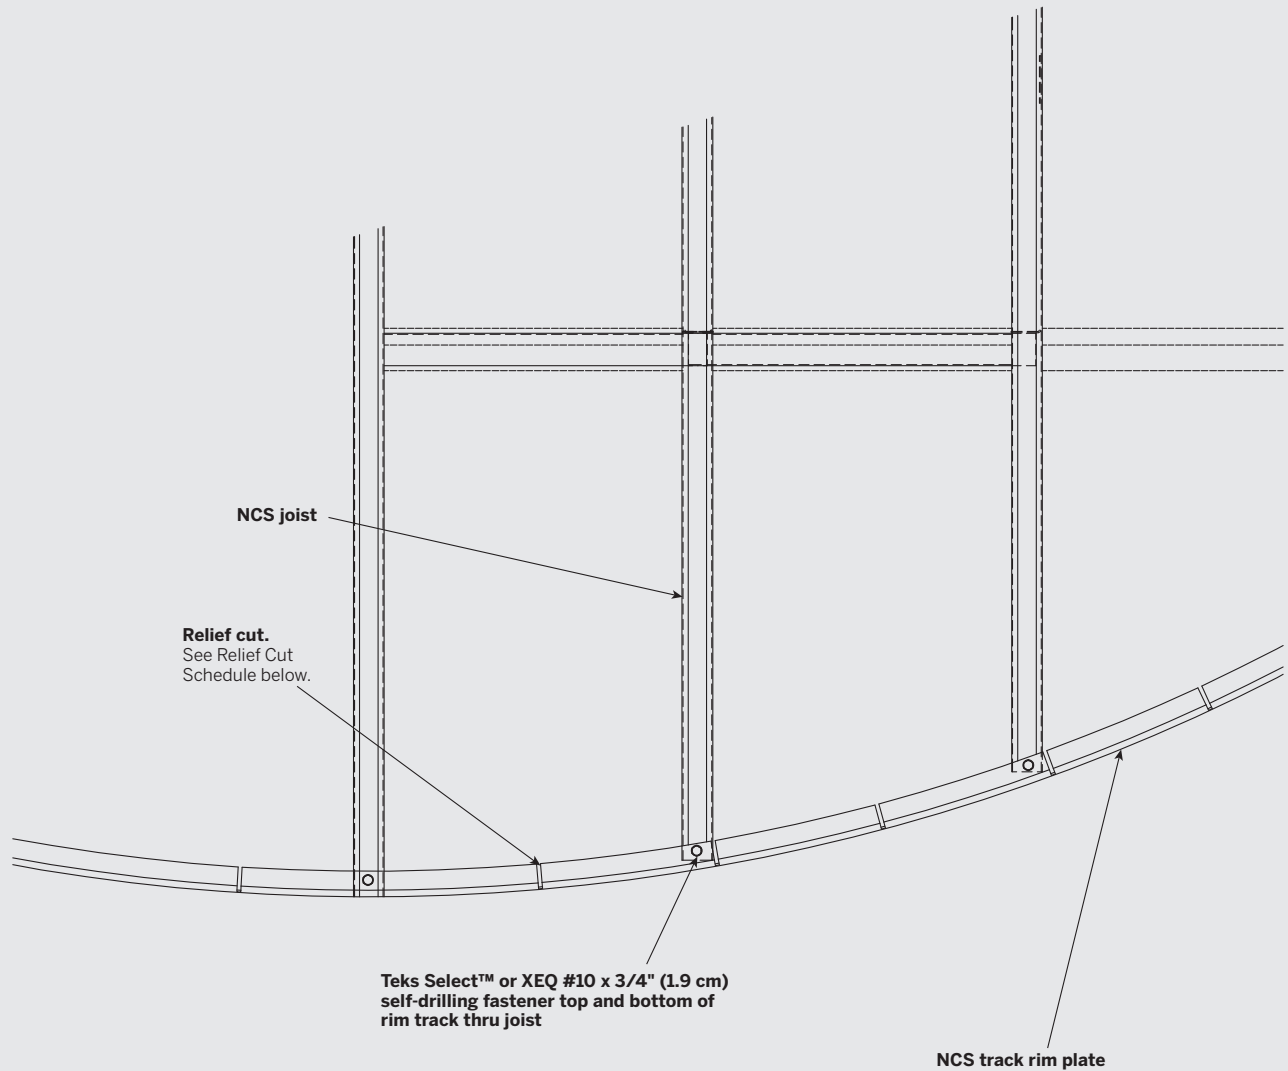 NCS joist
Relief cut.
See Relief Cut
Schedule below.
Teks Select™ or XEQ #10 x 3/4" (1.9 cm)
self-drilling fastener top and bottom of
rim track thru joist
NCS track rim plate